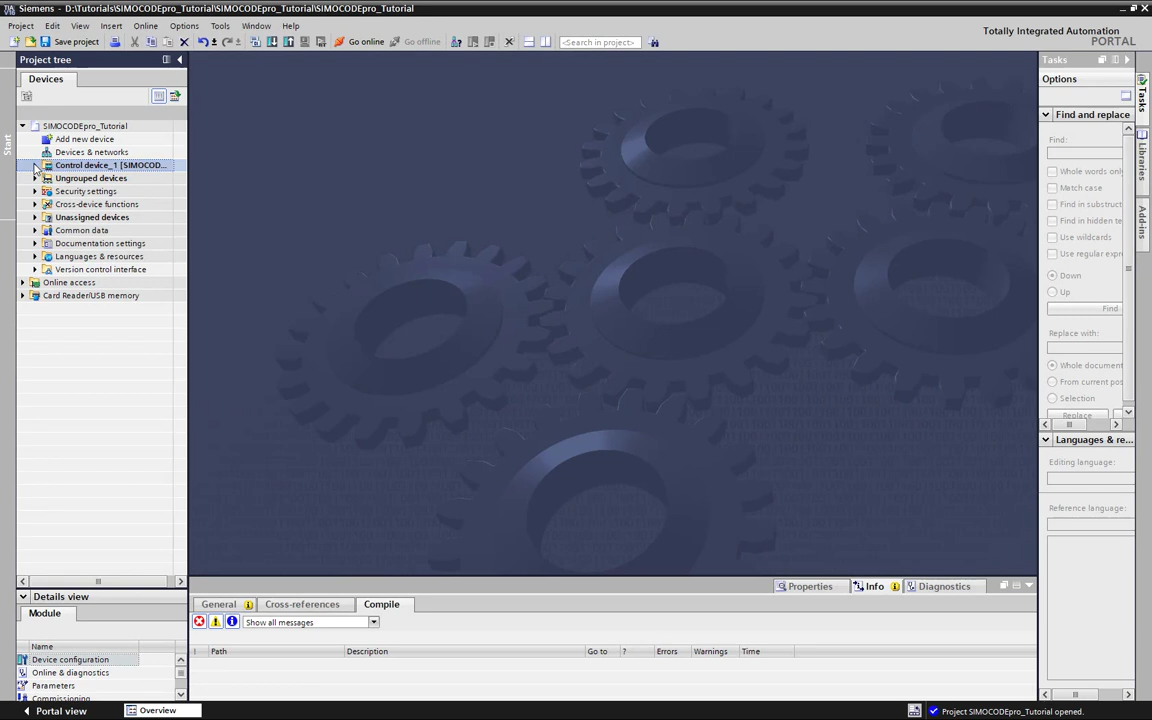 Siemens - D:\Tutorials\SIMOCODEpro_Tutorial\SIMOCODEpro_Tutorial\SIMOCODEpro_Tutorial
Project Edit View Insert Online Options Tools Window Help
Totally Integrated Automation
PORTAL
Save project Go online Go offline <Search in project>
Project tree
Devices
Start
SIMOCODEpro_Tutorial
Add new device
Devices & networks
Control device_1 [SIMOCOD...
Ungrouped devices
Security settings
Cross-device functions
Unassigned devices
Common data
Documentation settings
Languages & resources
Version control interface
Online access
Card Reader/USB memory
Details view
Module
Name
Device configuration
Online & diagnostics
Parameters
Commissioning
Portal view
Overview
Properties Info Diagnostics
General Cross-references Compile
Show all messages
! Path Description Go to ? Errors Warnings Time
Project SIMOCODEpro_Tutorial opened.
Tasks
Options
Find and replace
Find:
Whole words only
Match case
Find in substruct
Find in hidden te
Use wildcards
Use regular expr
Down
Up
Find
Replace with:
Whole document
From current pos
Selection
Replace
Languages & re...
Editing language:
Reference language:
Tasks
Libraries
Add-ins